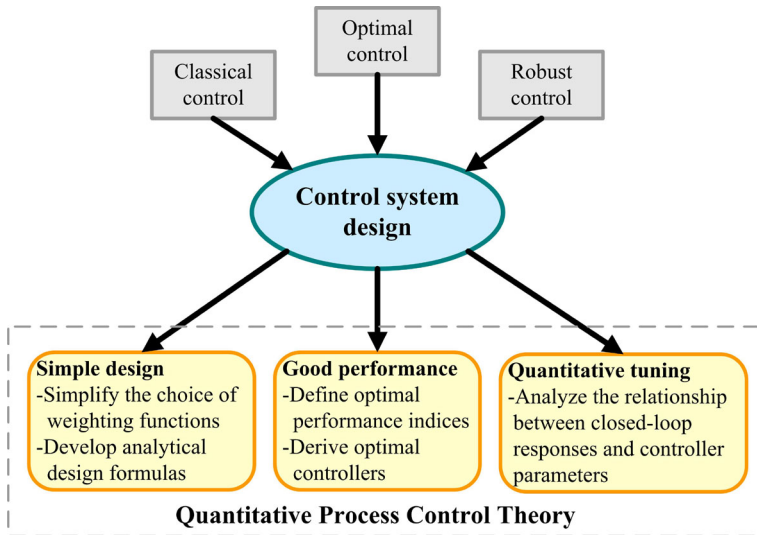 Optimal
control
Classical
control
Robust
control
Control system
design
Simple design
-Simplify the choice of
weighting functions
-Develop analytical
design formulas
Good performance
-Define optimal
performance indices
-Derive optimal
controllers
Quantitative tuning
-Analyze the relationship
between closed-loop
responses and controller
parameters
Quantitative Process Control Theory